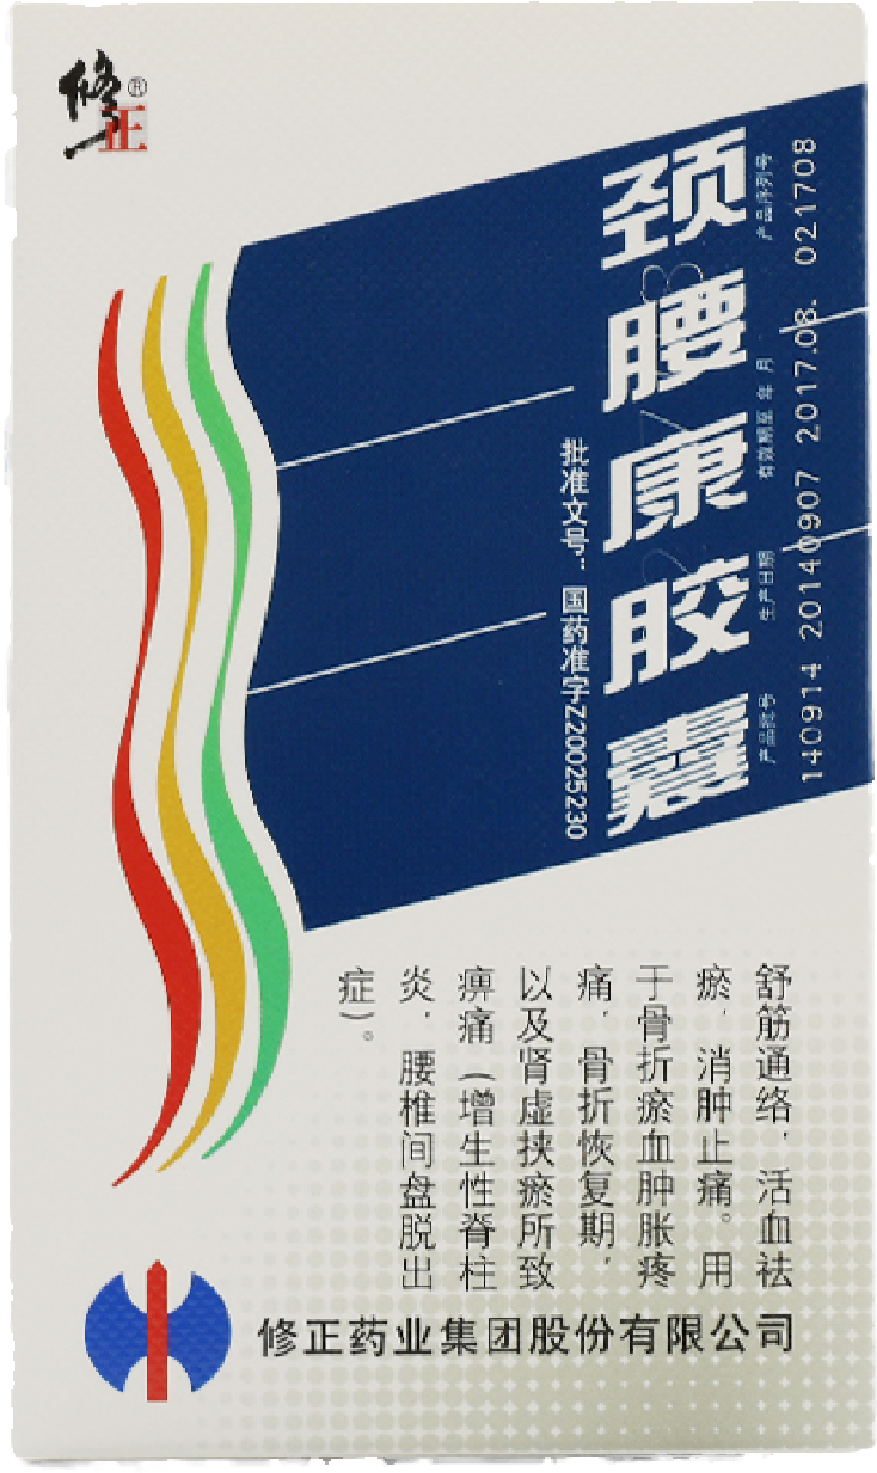 修正®
颈腰康胶囊
批准文号：国药准字Z20025230
产品序列号
有效期至 年 月
生产日期
产品批号
140914 20140907 2017.08. 021708
舒筋通络，活血祛
瘀，消肿止痛。用
于骨折瘀血肿胀疼
痛，骨折恢复期，
以及肾虚挟瘀所致
痹痛（增生性脊柱
炎，腰椎间盘脱出
症）。
修正药业集团股份有限公司